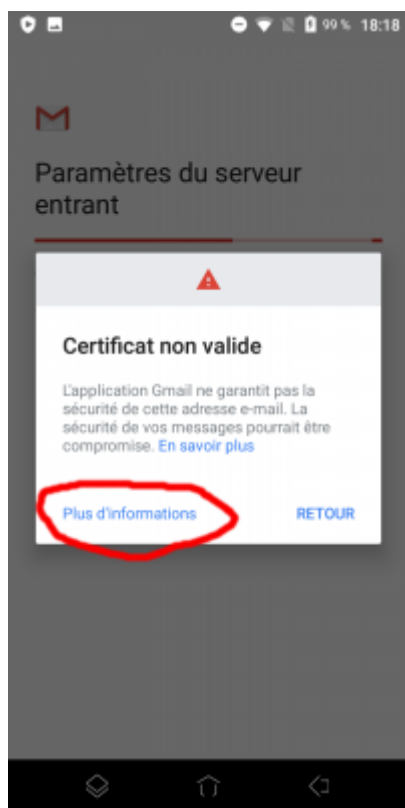 99 % 18:18
Paramètres du serveur
entrant
Certificat non valide
L'application Gmail ne garantit pas la
sécurité de cette adresse e-mail. La
sécurité de vos messages pourrait être
compromise. En savoir plus
Plus d'informations RETOUR